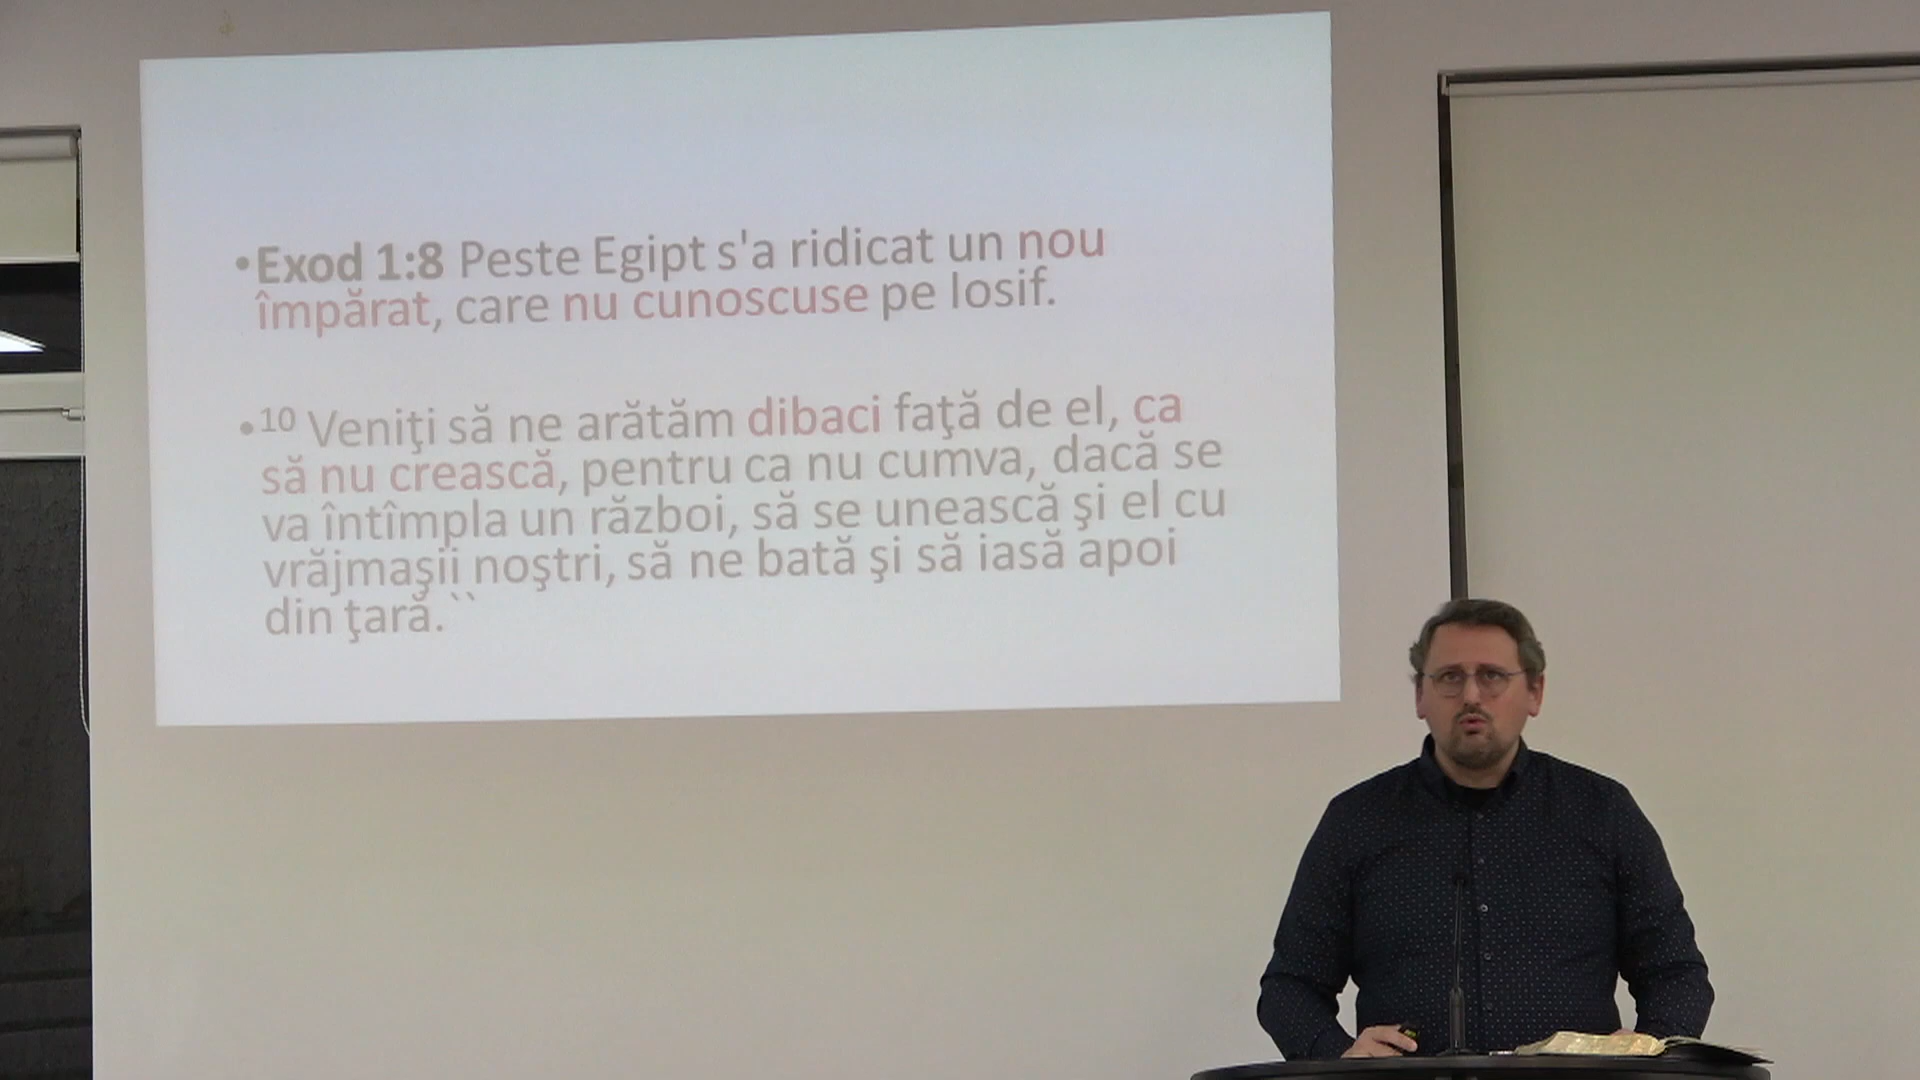 •Exod 1:8 Peste Egipt s'a ridicat un nou
împărat, care nu cunoscuse pe Iosif.
•10 Veniţi să ne arătăm dibaci faţă de el, ca
să nu crească, pentru ca nu cumva, dacă se
va întîmpla un război, să se unească şi el cu
vrăjmaşii noştri, să ne bată şi să iasă apoi
din ţară.``